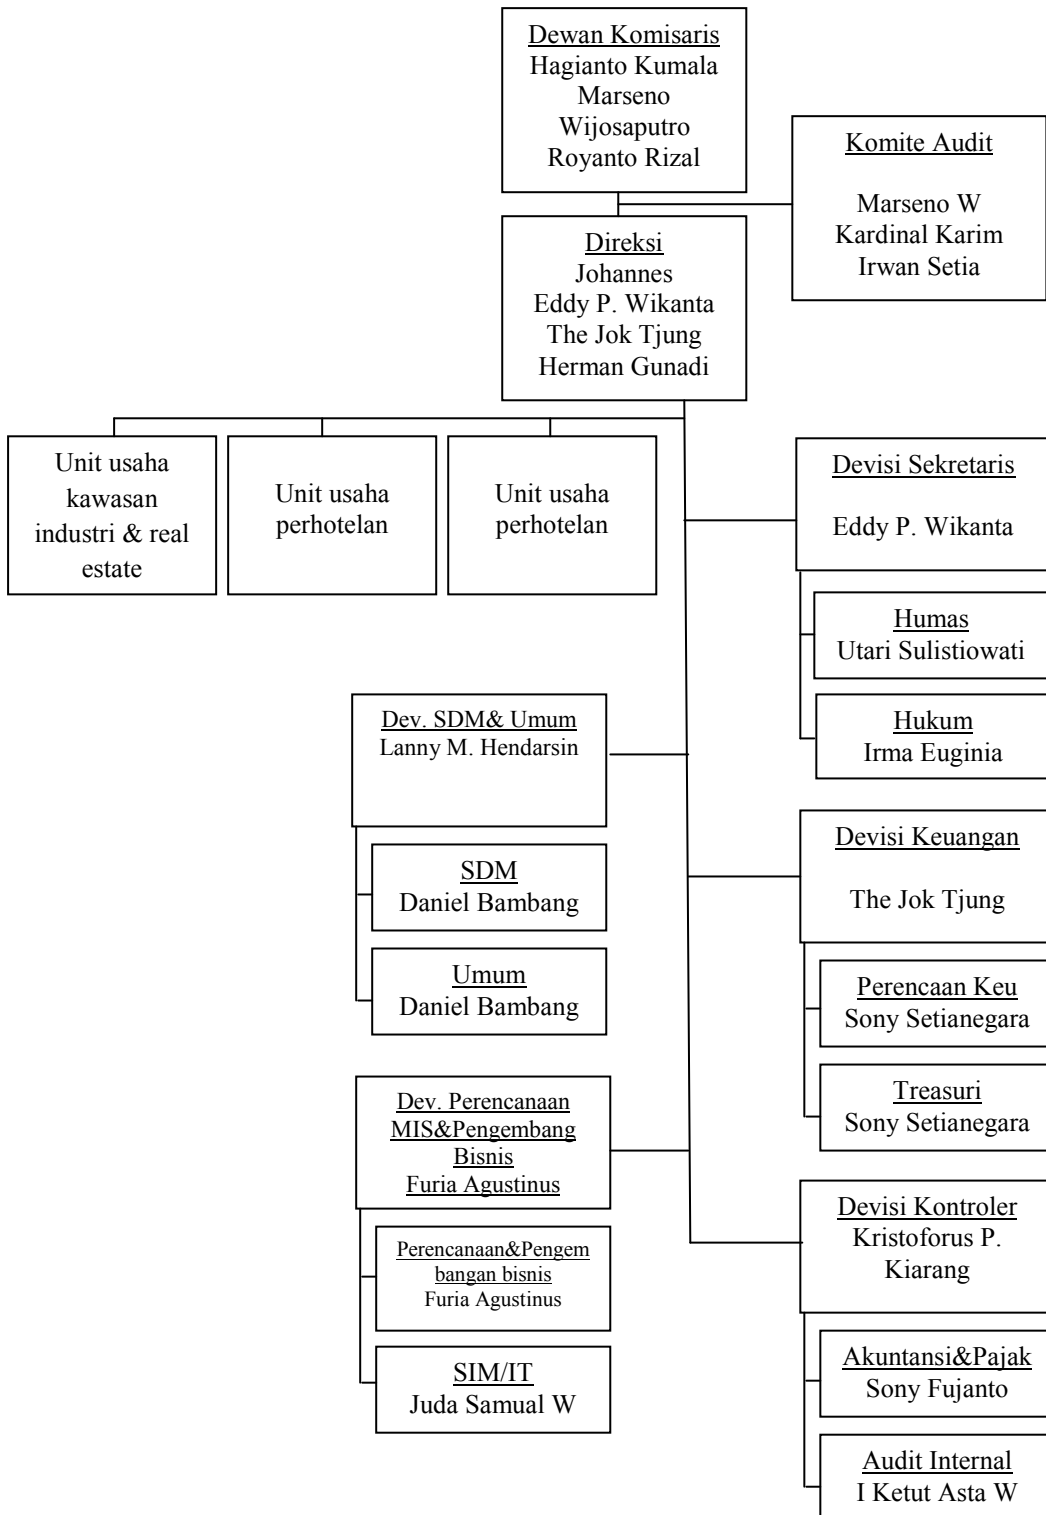 Dewan Komisaris
Hagianto Kumala
Marseno
Wijosaputro
Royanto Rizal
Komite Audit
Marseno W
Kardinal Karim
Irwan Setia
Direksi
Johannes
Eddy P. Wikanta
The Jok Tjung
Herman Gunadi
Unit usaha
kawasan
industri & real
estate
Unit usaha
perhotelan
Unit usaha
perhotelan
Devisi Sekretaris
Eddy P. Wikanta
Humas
Utari Sulistiowati
Hukum
Irma Euginia
Dev. SDM& Umum
Lanny M. Hendarsin
SDM
Daniel Bambang
Umum
Daniel Bambang
Devisi Keuangan
The Jok Tjung
Perencaan Keu
Sony Setianegara
Treasuri
Sony Setianegara
Dev. Perencanaan
MIS&Pengembang
Bisnis
Furia Agustinus
Perencanaan&Pengem
bangan bisnis
Furia Agustinus
SIM/IT
Juda Samual W
Devisi Kontroler
Kristoforus P.
Kiarang
Akuntansi&Pajak
Sony Fujanto
Audit Internal
I Ketut Asta W